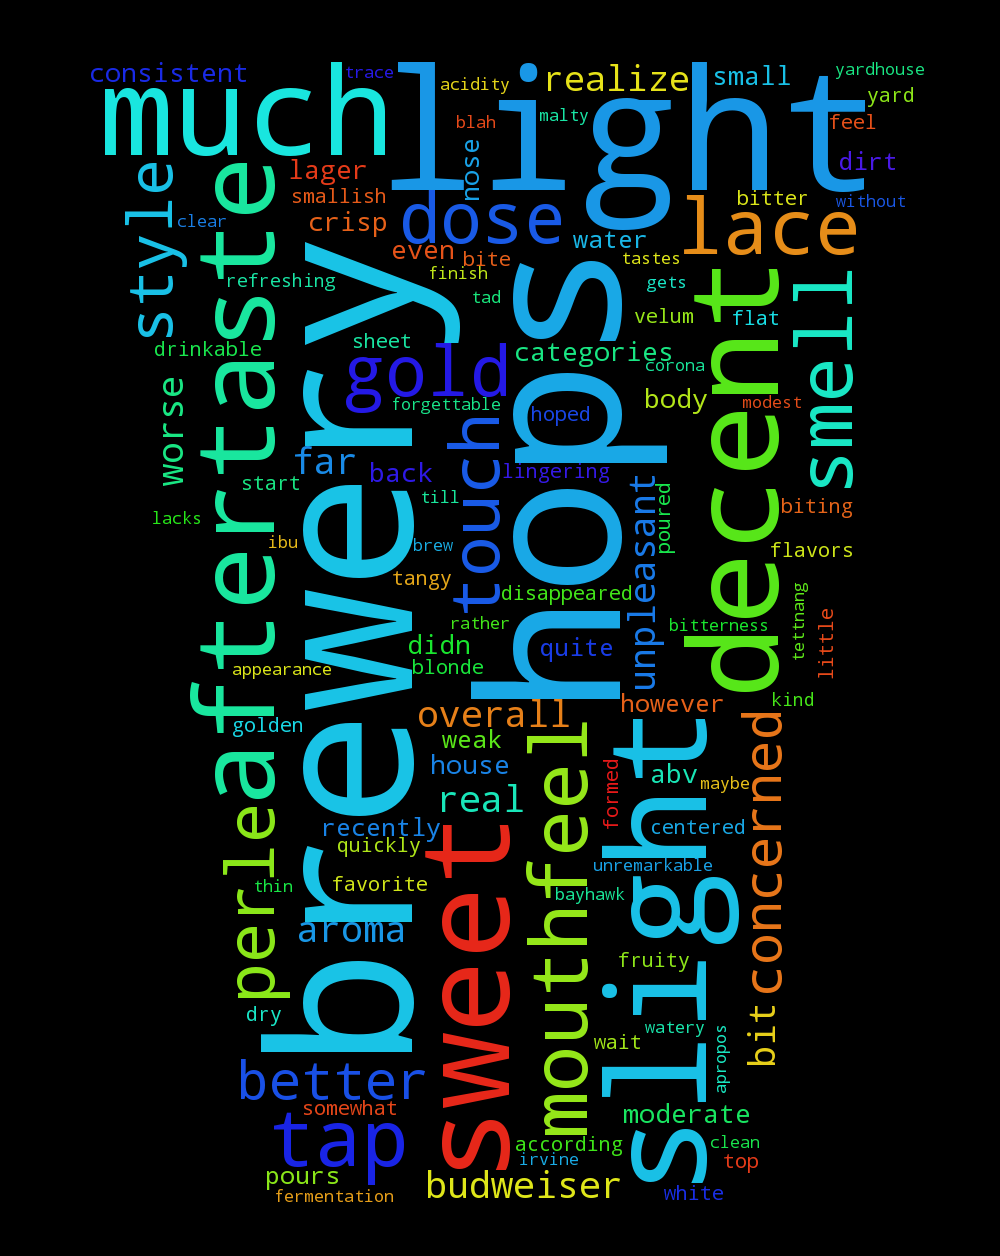 consistent
trace
light
acidity
realize
small
yardhouse
much
yard
blah
malty
feel
nose
dirt
style
aftertaste
lager
smallish
bitter
without
clear
crisp
dose
lace
water
even
bite
tastes
brewery
hops
finish
refreshing
gets
decent
smell
tad
velum
flat
drinkable
sheet
gold
categories
corona
body
worse
forgettable
hoped
modest
touch
far
back
lingering
start
till
unpleasant
poured
biting
lacks
ibu
brew
flavors
tangy
disappeared
tettnang
little
rather
bitterness
didn
quite
blonde
appearance
kind
overall
however
golden
weak
mouthfeel
slight
concerned
house
formed
abv
maybe
real
perle
recently
centered
quickly
sweet
unremarkable
thin
favorite
bayhawk
aroma
fruity
dry
watery
wait
apropos
bit
better
somewhat
moderate
tap
according
clean
irvine
top
pours
budweiser
white
fermentation